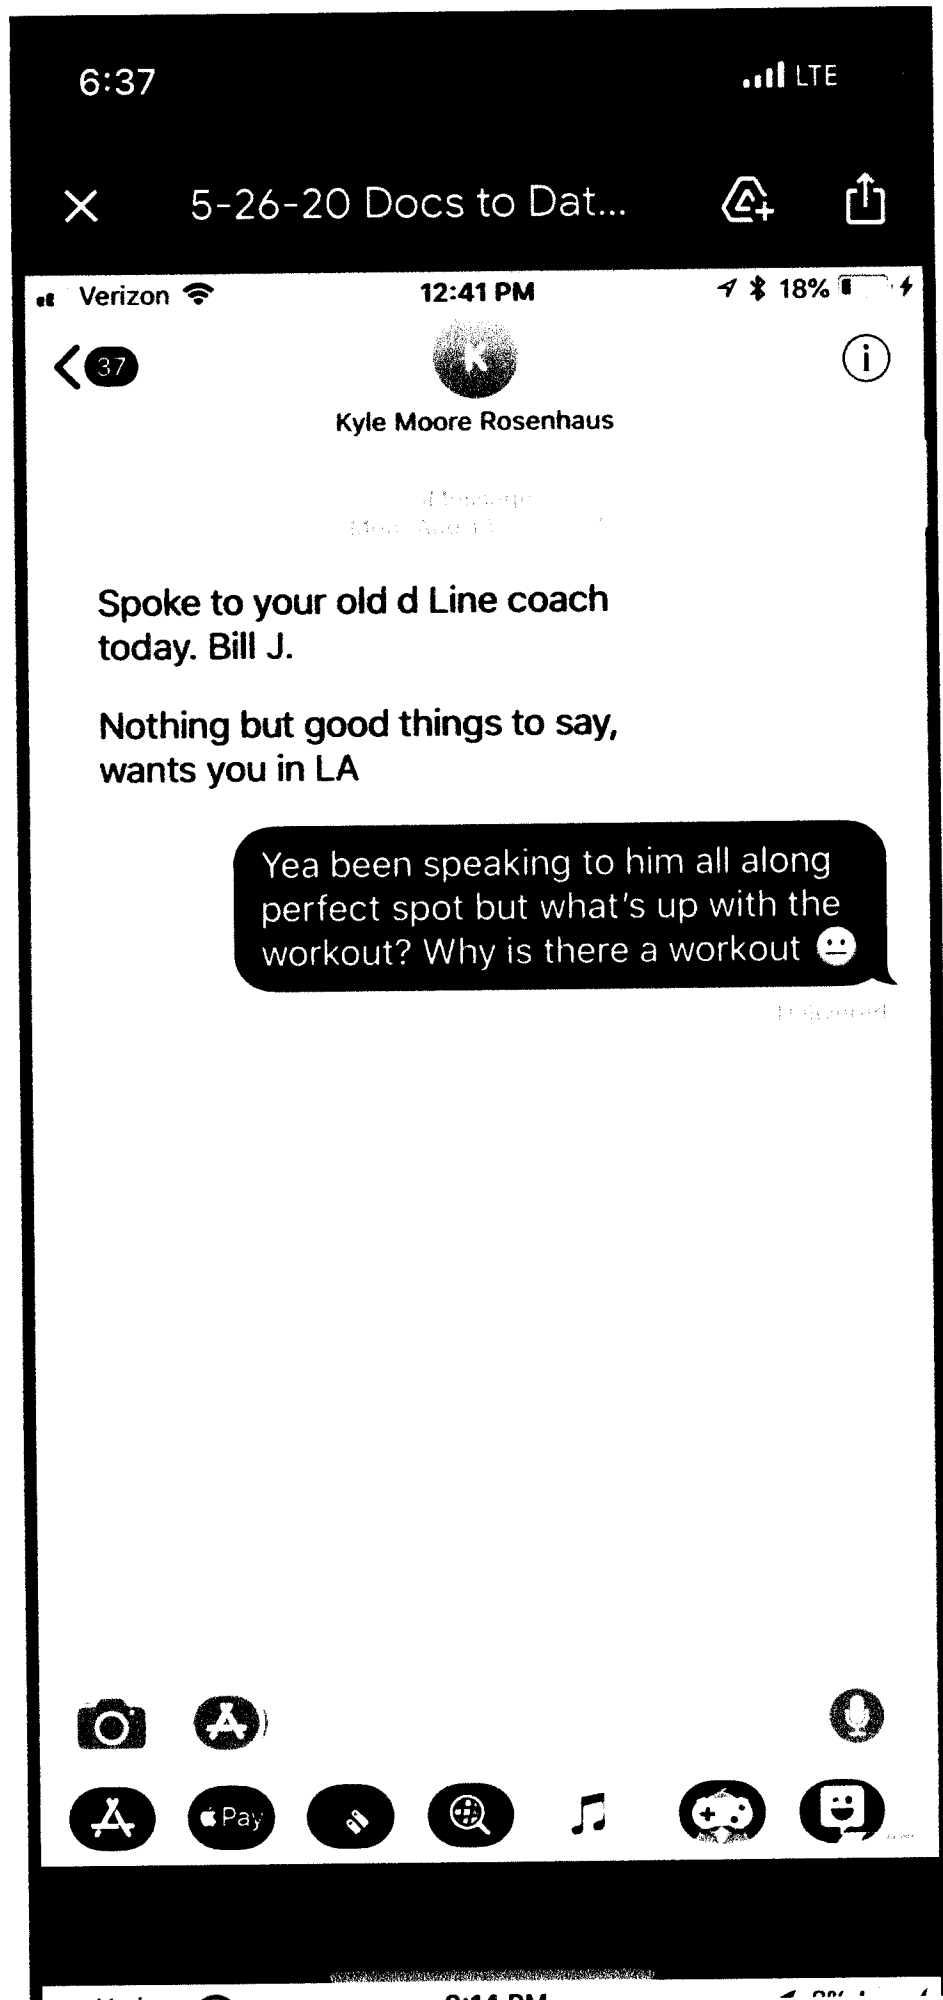 6:37
LTE
5-26-20 Docs to Dat...
Verizon 12:41 PM 18%
37
K
Kyle Moore Rosenhaus
Spoke to your old d Line coach
today. Bill J.
Nothing but good things to say,
wants you in LA
Yea been speaking to him all along
perfect spot but what's up with the
workout? Why is there a workout 😐
Delivered
Pay